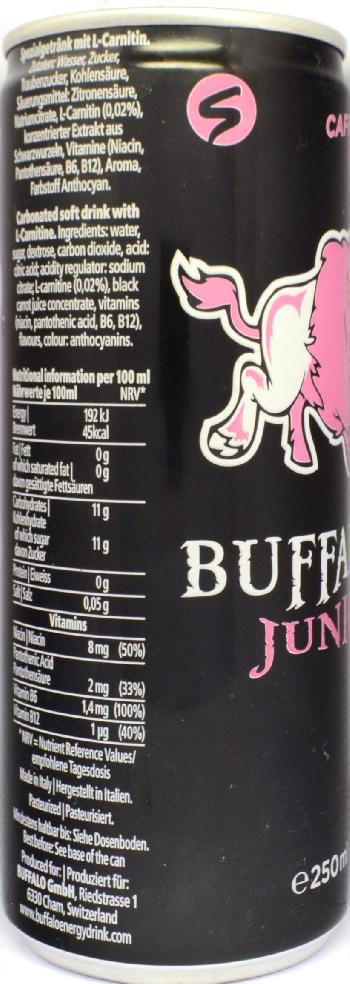 Spezialgetränk mit L-Carnitin.
Zutaten: Wasser, Zucker,
Traubenzucker, Kohlensäure,
Säuerungsmittel: Zitronensäure,
Natriumcitrate, L-Carnitin (0,02%),
konzentrierter Extrakt aus
Schwarzwurzeln, Vitamine (Niacin,
Pantothensäure, B6, B12), Aroma,
Farbstoff Anthocyan.
Carbonated soft drink with
L-Carnitine. Ingredients: water,
sugar, dextrose, carbon dioxide, acid:
citric acid; acidity regulator: sodium
citrate; L-carnitine (0,02%), black
carrot juice concentrate, vitamins
(niacin, pantothenic acid, B6, B12),
flavours, colour: anthocyanins.
Nutritional information per 100 ml
Nährwerte je 100ml NRV*
Energy | 192 kJ
Brennwert 45kcal
Fat | Fett 0g
of which saturated fat | 0g
davon gesättigte Fettsäuren
Carbohydrates | 11 g
Kohlenhydrate
of which sugar 11 g
davon Zucker
Protein | Eiweiss 0g
Salt | Salz 0,05 g
Vitamins
Niacin | Niacin 8 mg (50%)
Pantothenic Acid
Pantothensäure 2 mg (33%)
Vitamin B6 1,4 mg (100%)
Vitamin B12 1 µg (40%)
*NRV = Nutrient Reference Values/
empfohlene Tagesdosis
Made in Italy | Hergestellt in Italien.
Pasteurized | Pasteurisiert.
Mindestens haltbar bis: Siehe Dosenboden.
Best before: See base of the can
Produced for: | Produziert für:
BUFFALO GmbH, Riedstrasse 1
6330 Cham, Switzerland
www.buffaloenergydrink.com
S
CAF
BUFFA
JUNI
e250 m